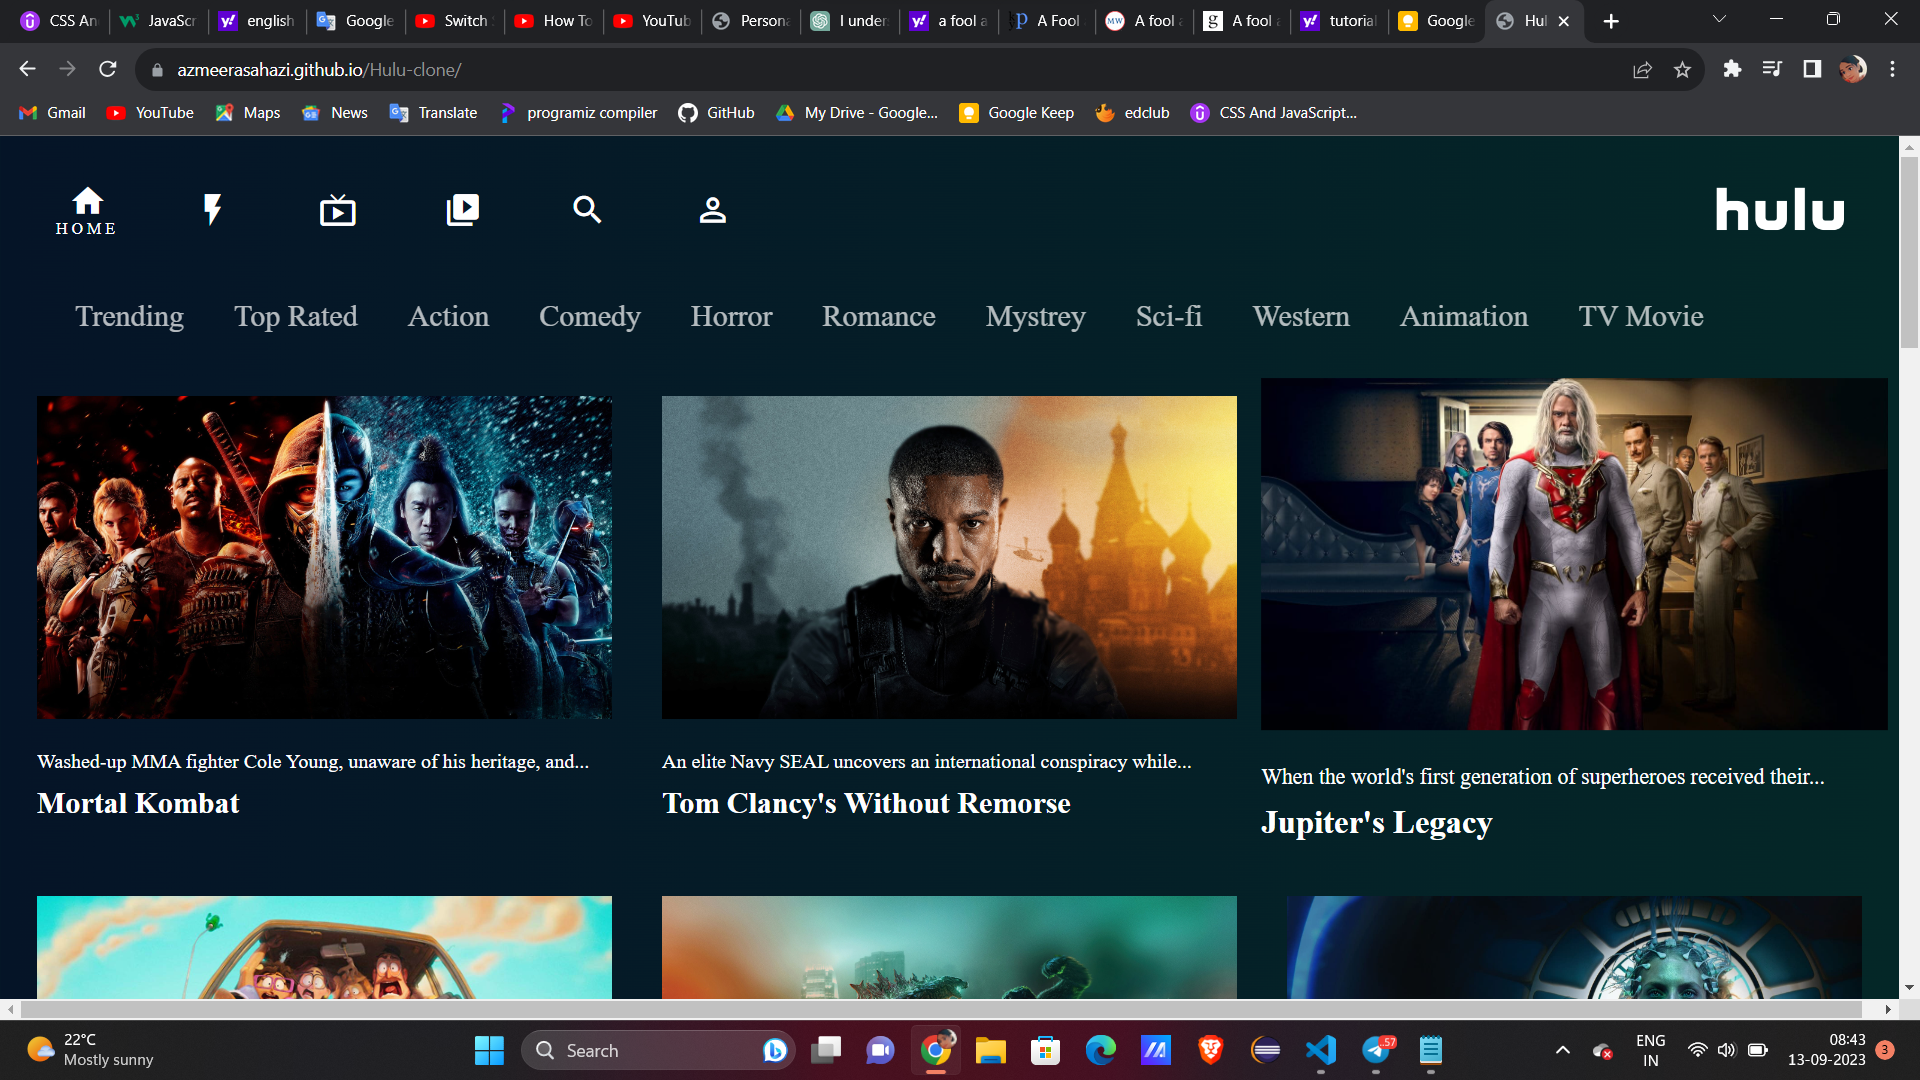 CSS An
JavaScr
english
Google
Switch
How To
YouTub
Persona
I under
a fool a
A Fool
A fool a
A fool a
tutorial
Google
Hul
azmeerasahazi.github.io/Hulu-clone/
Gmail
YouTube
Maps
News
Translate
programiz compiler
GitHub
My Drive - Google...
Google Keep
edclub
CSS And JavaScript...
HOME
hulu
Trending
Top Rated
Action
Comedy
Horror
Romance
Mystrey
Sci-fi
Western
Animation
TV Movie
Washed-up MMA fighter Cole Young, unaware of his heritage, and...
Mortal Kombat
An elite Navy SEAL uncovers an international conspiracy while...
Tom Clancy's Without Remorse
When the world's first generation of superheroes received their...
Jupiter's Legacy
22°C
Mostly sunny
Search
57
ENG
IN
08:43
13-09-2023
3